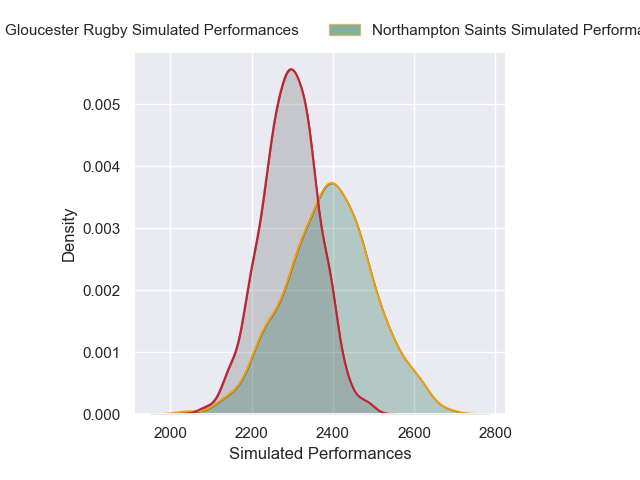 Gloucester Rugby Simulated Performances
Northampton Saints Simulated Performa
0.005
0.004
0.003
0.002
0.001
0.000
Density
2000 2200 2400 2600 2800
Simulated Performances